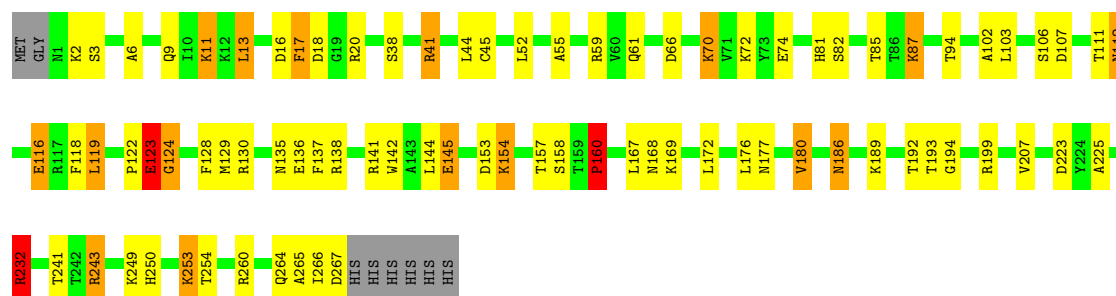 MET GLY N1 K2 S3 A6 Q9 I10 K11 K12 L13 D16 F17 D18 G19 R20 S38 R41 L44 C45 L52 A55 R59 V60 Q61 D66 K70 V71 K72 Y73 E74 H81 S82 T85 T86 K87 T94 A102 L103 S106 D107 T111
E116 R117 F118 L119 P122 E123 G124 F128 M129 R130 N135 E136 F137 R138 R141 W142 A143 L144 E145 D153 K154 T157 S158 T159 P160 L167 N168 K169 L172 L176 N177 V180 N186 K189 T192 T193 G194 R199 V207 D223 Y224 A225
R232 T241 T242 R243 K249 H250 K253 T254 R260 Q264 A265 I266 D267 HIS HIS HIS HIS HIS HIS